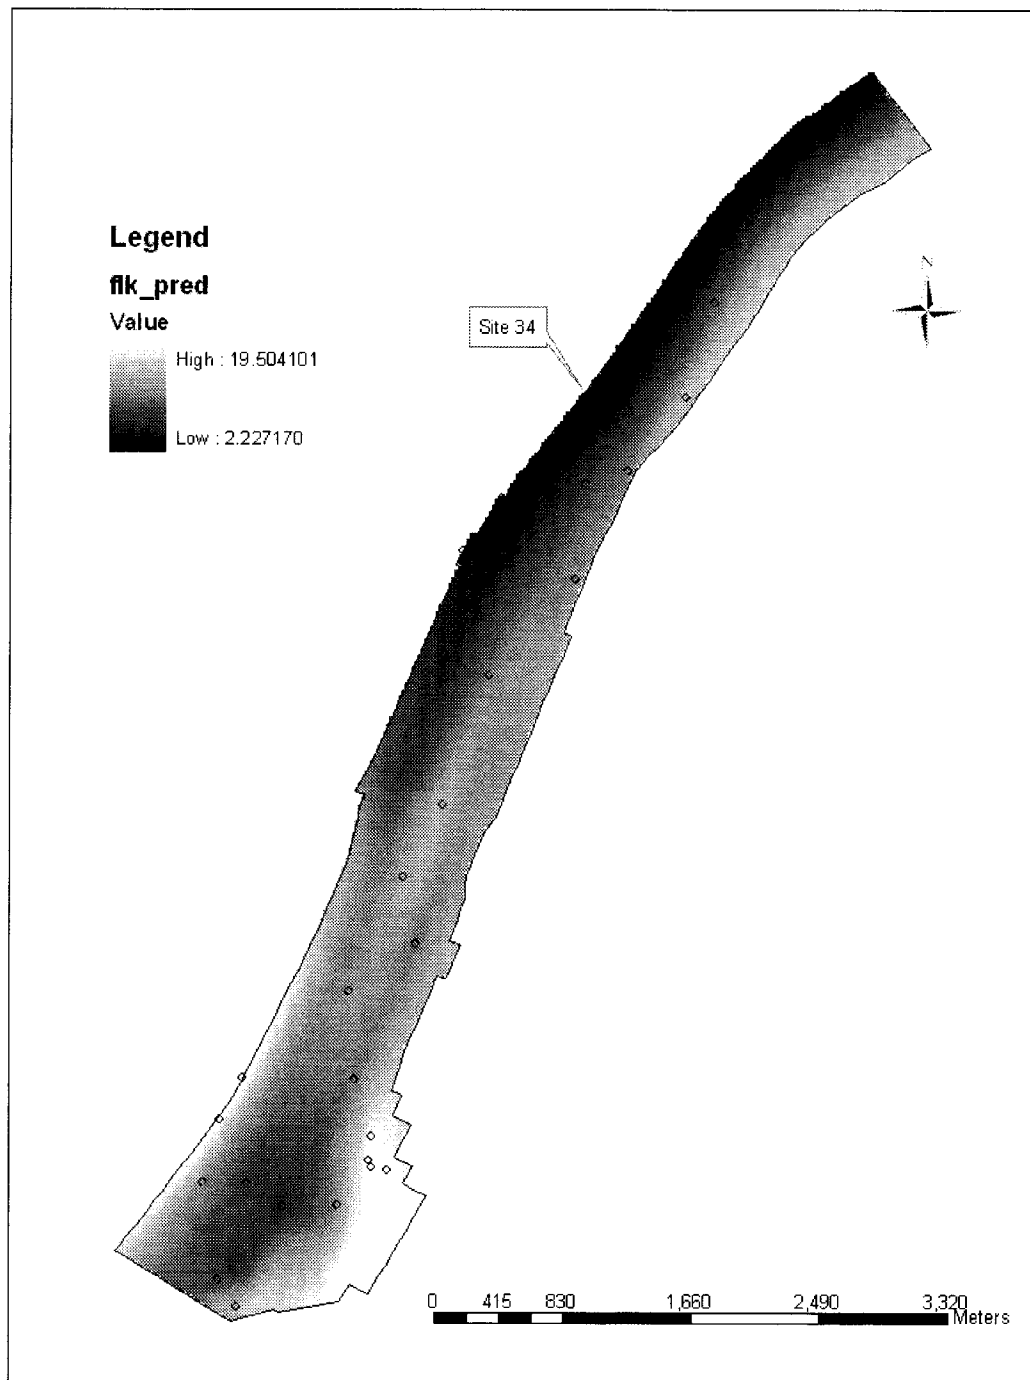 N
Legend
flk_pred
Value
High : 19.504101
Low : 2.227170
Site 34
0 415 830 1,660 2,490 3,320
Meters